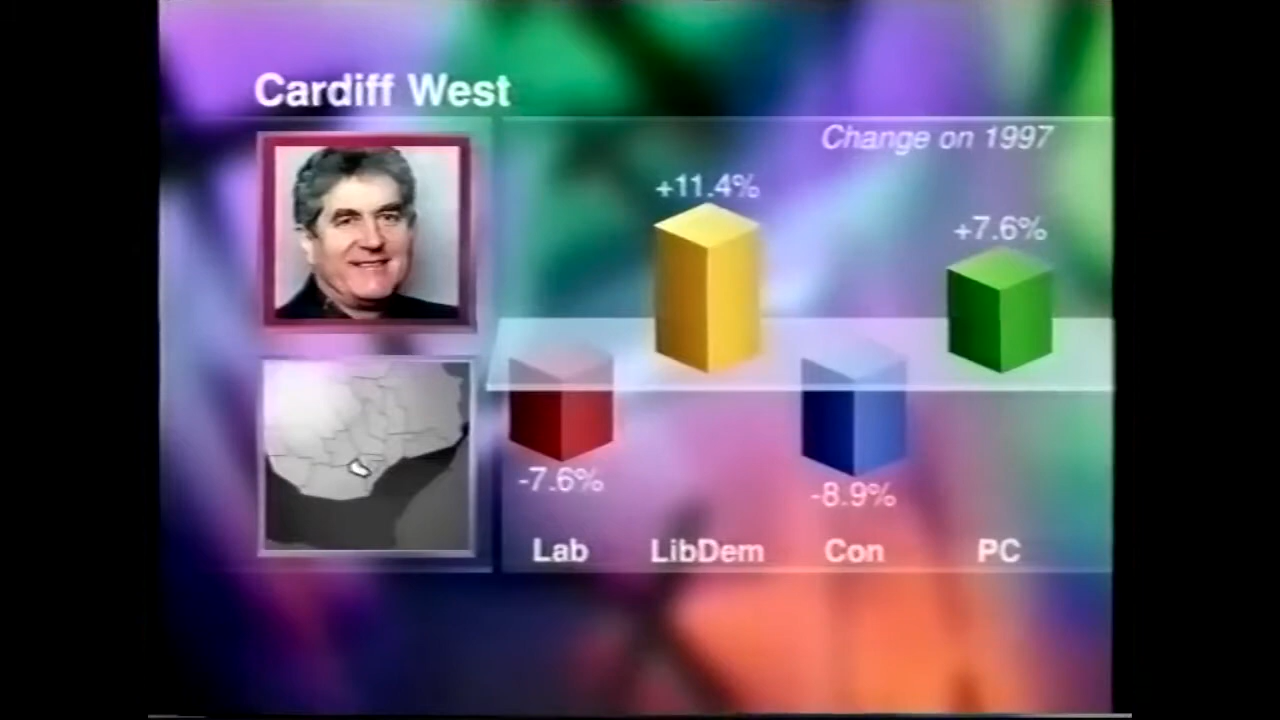 Cardiff West
Change on 1997
+11.4%
+7.6%
-7.6%
-8.9%
Lab
LibDem
Con
PC